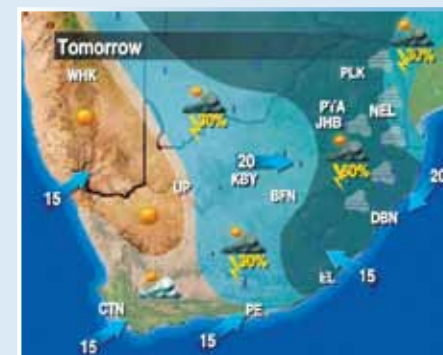 Tomorrow
WHK
PLK
30%
PTA
NEL
JHB
60%
20
KBY
UP
15
BFN
20
DBN
30%
EL
15
CTN
PE
15
15